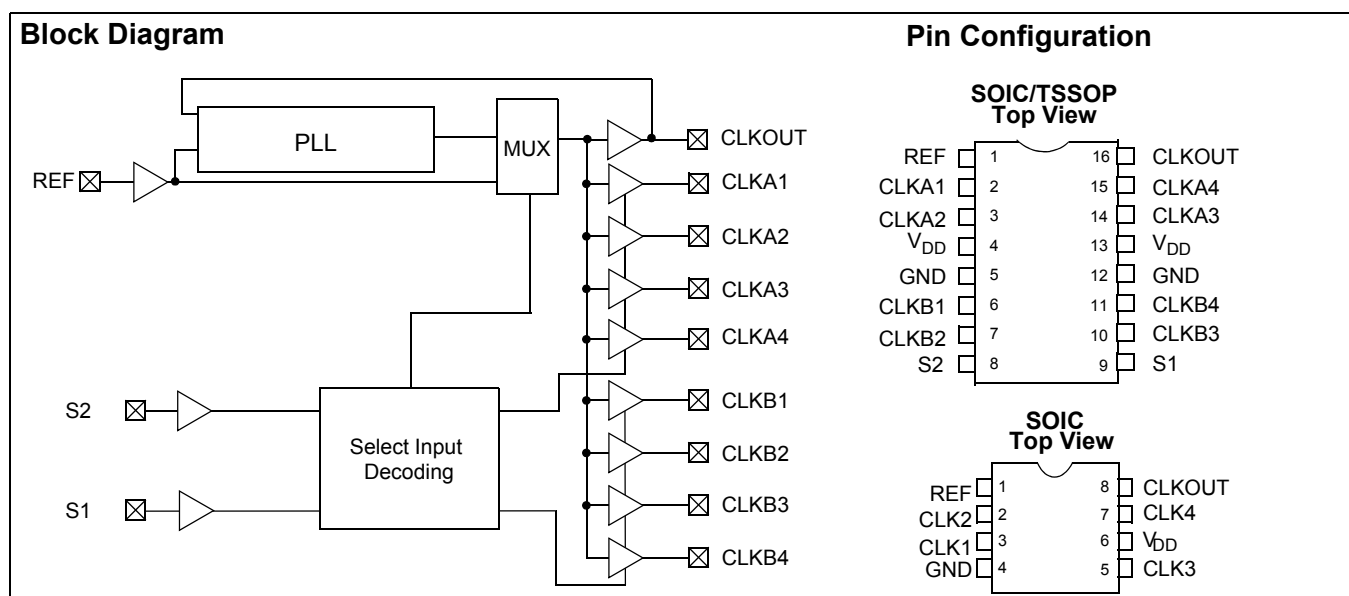 Block Diagram
PLL
MUX
REF
S2
S1
Select Input
Decoding
CLKOUT
CLKA1
CLKA2
CLKA3
CLKA4
CLKB1
CLKB2
CLKB3
CLKB4
Pin Configuration
SOIC/TSSOP
Top View
REF 1 16 CLKOUT
CLKA1 2 15 CLKA4
CLKA2 3 14 CLKA3
VDD 4 13 VDD
GND 5 12 GND
CLKB1 6 11 CLKB4
CLKB2 7 10 CLKB3
S2 8 9 S1
SOIC
Top View
REF 1 8 CLKOUT
CLK2 2 7 CLK4
CLK1 3 6 VDD
GND 4 5 CLK3